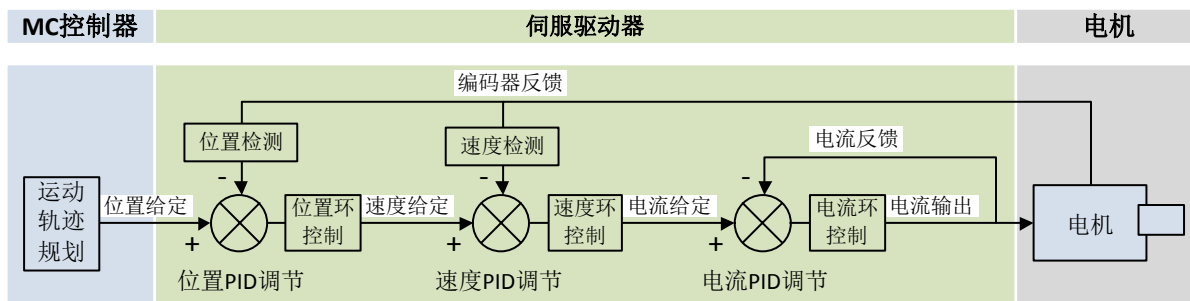 MC控制器
伺服驱动器
电机
编码器反馈
位置检测
速度检测
电流反馈
-
-
-
运动
轨迹
规划
位置给定
位置环
控制
速度给定
速度环
控制
电流给定
电流环
控制
电流输出
电机
+
+
+
位置PID调节
速度PID调节
电流PID调节